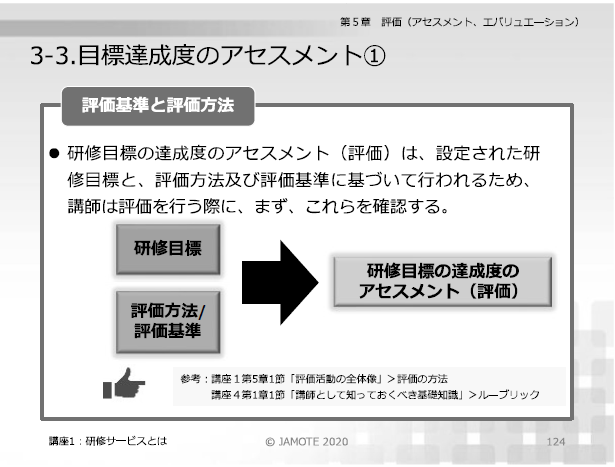 第5章 評価（アセスメント、エバリュエーション）
3-3.目標達成度のアセスメント①
評価基準と評価方法
● 研修目標の達成度のアセスメント（評価）は、設定された研
修目標と、評価方法及び評価基準に基づいて行われるため、
講師は評価を行う際に、まず、これらを確認する。
研修目標
評価方法/
評価基準
研修目標の達成度の
アセスメント（評価）
参考：講座１第5章1節「評価活動の全体像」＞評価の方法
講座４第1章1節「講師として知っておくべき基礎知識」＞ルーブリック
講座1：研修サービスとは
© JAMOTE 2020
124